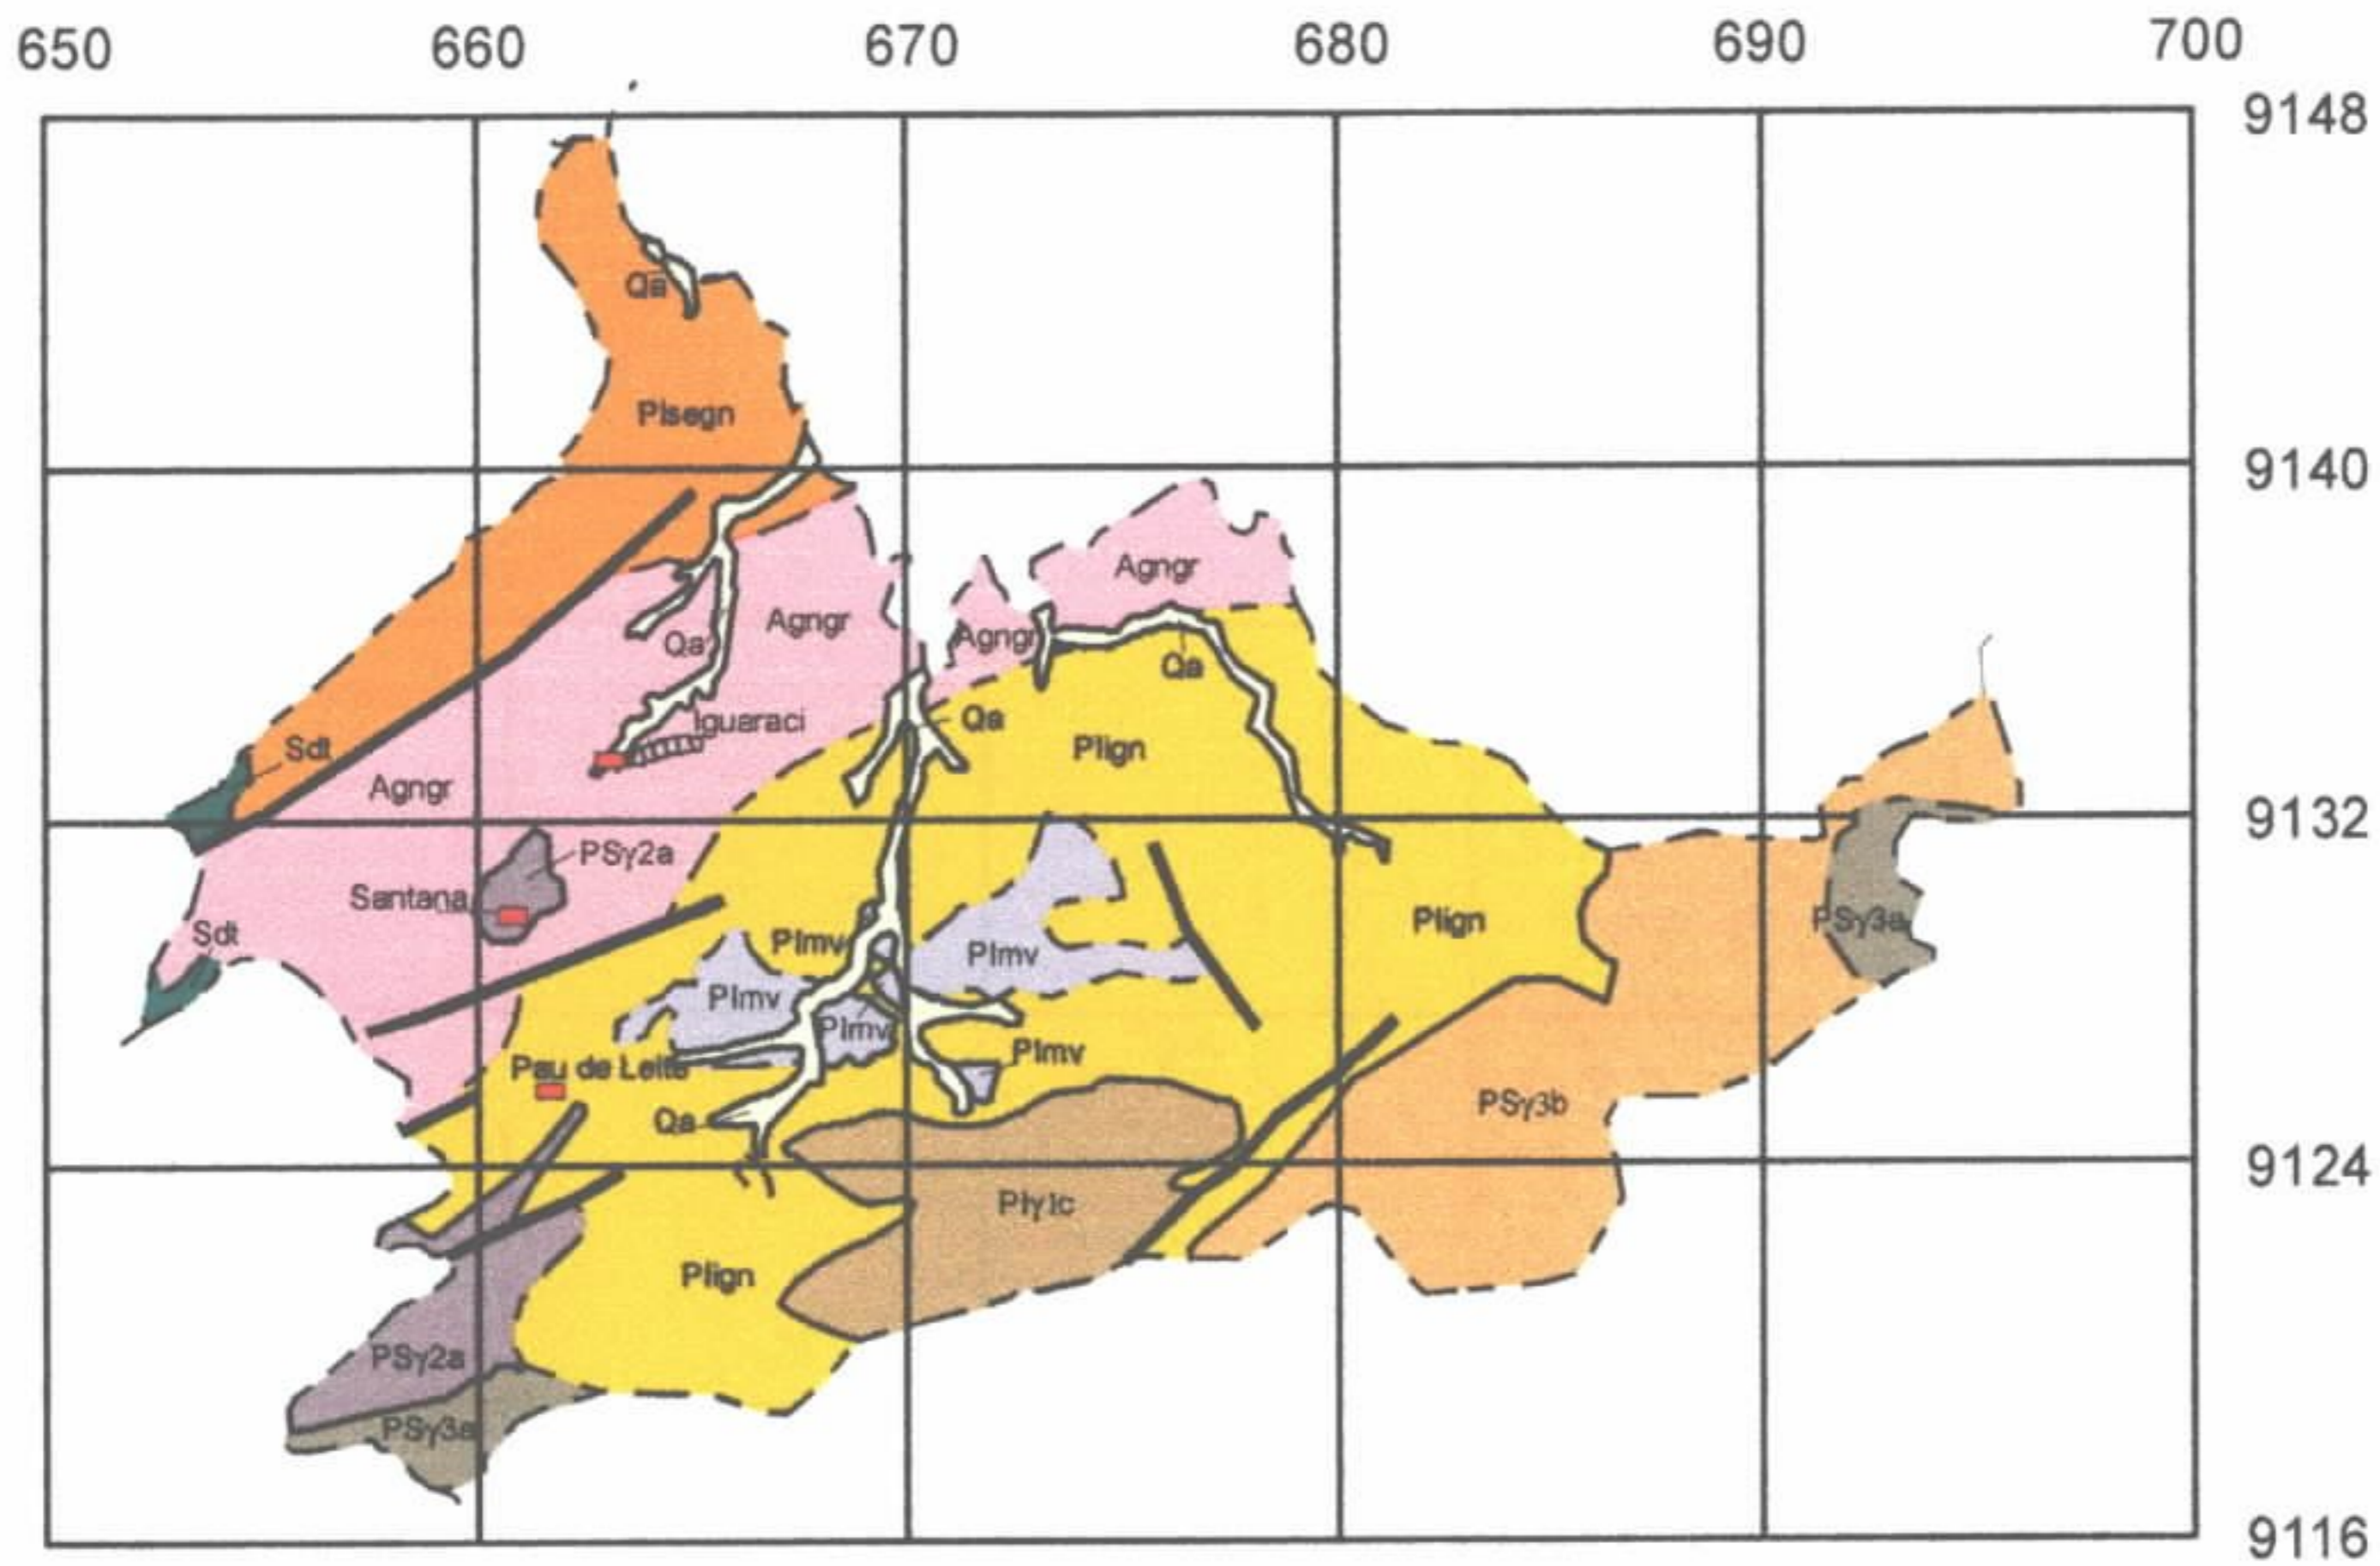 650 660 670 680 690 700
9148
Qa
Plsegn
9140
Agngr
Agngr
Agngr
Qa
Qa
Iguaraci
Qa
Sdt
Plign
Agngr
9132
PSγ2a
Santana
Plign
PSγ3a
Sdt
Plmv
Plmv
Plmv
Plmv
Plmv
Pau de Leite
PSγ3b
Qa
9124
Plγ1c
Plign
PSγ2a
PSγ3a
9116